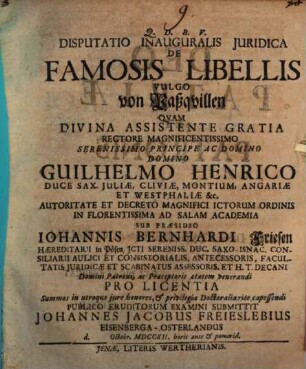 9
Q. D. B. V.
DISPUTATIO INAUGURALIS JURIDICA
DE
FAMOSIS LIBELLIS
VULGO
von Paßqvillen
QVAM
DIVINA ASSISTENTE GRATIA
RECTORE MAGNIFICENTISSIMO
SERENISSIMO PRINCIPE AC DOMINO
DOMINO
GUILHELMO HENRICO
DUCE SAX. JULIÆ, CLIVIÆ, MONTIUM, ANGARIÆ
ET WESTPHALIÆ &c.
AUTORITATE ET DECRETO MAGNIFICI ICTORUM ORDINIS
IN FLORENTISSIMA AD SALAM ACADEMIA
SUB PRÆSIDIO
IOHANNIS BERNHARDI Friesen
HÆREDITARII in JCTI SERENISS. DUC. SAXO-ISNAC. CON-
SILIARII AULICI ET CONSISTORIALIS, ANTECESSORIS, FACUL-
TATIS JURIDICÆ ET SCABINATUS ASSESSORIS, ET H. T. DECANI
Domini Patroni, ac Præceptoris ætatem venerandi
PRO LICENTIA
Summos in utroque jure honores, & privilegia Doctoralia rite capessendi
PUBLICO ERUDITORUM EXAMINI SUBMITTIT
JOHANNES JACOBUS FREIESLEBIUS
EISENBERGA-OSTERLANDUS
d. Octobr. MDCCXII. horis ante & pomerid.
JENÆ, LITERIS WERTHERIANIS.